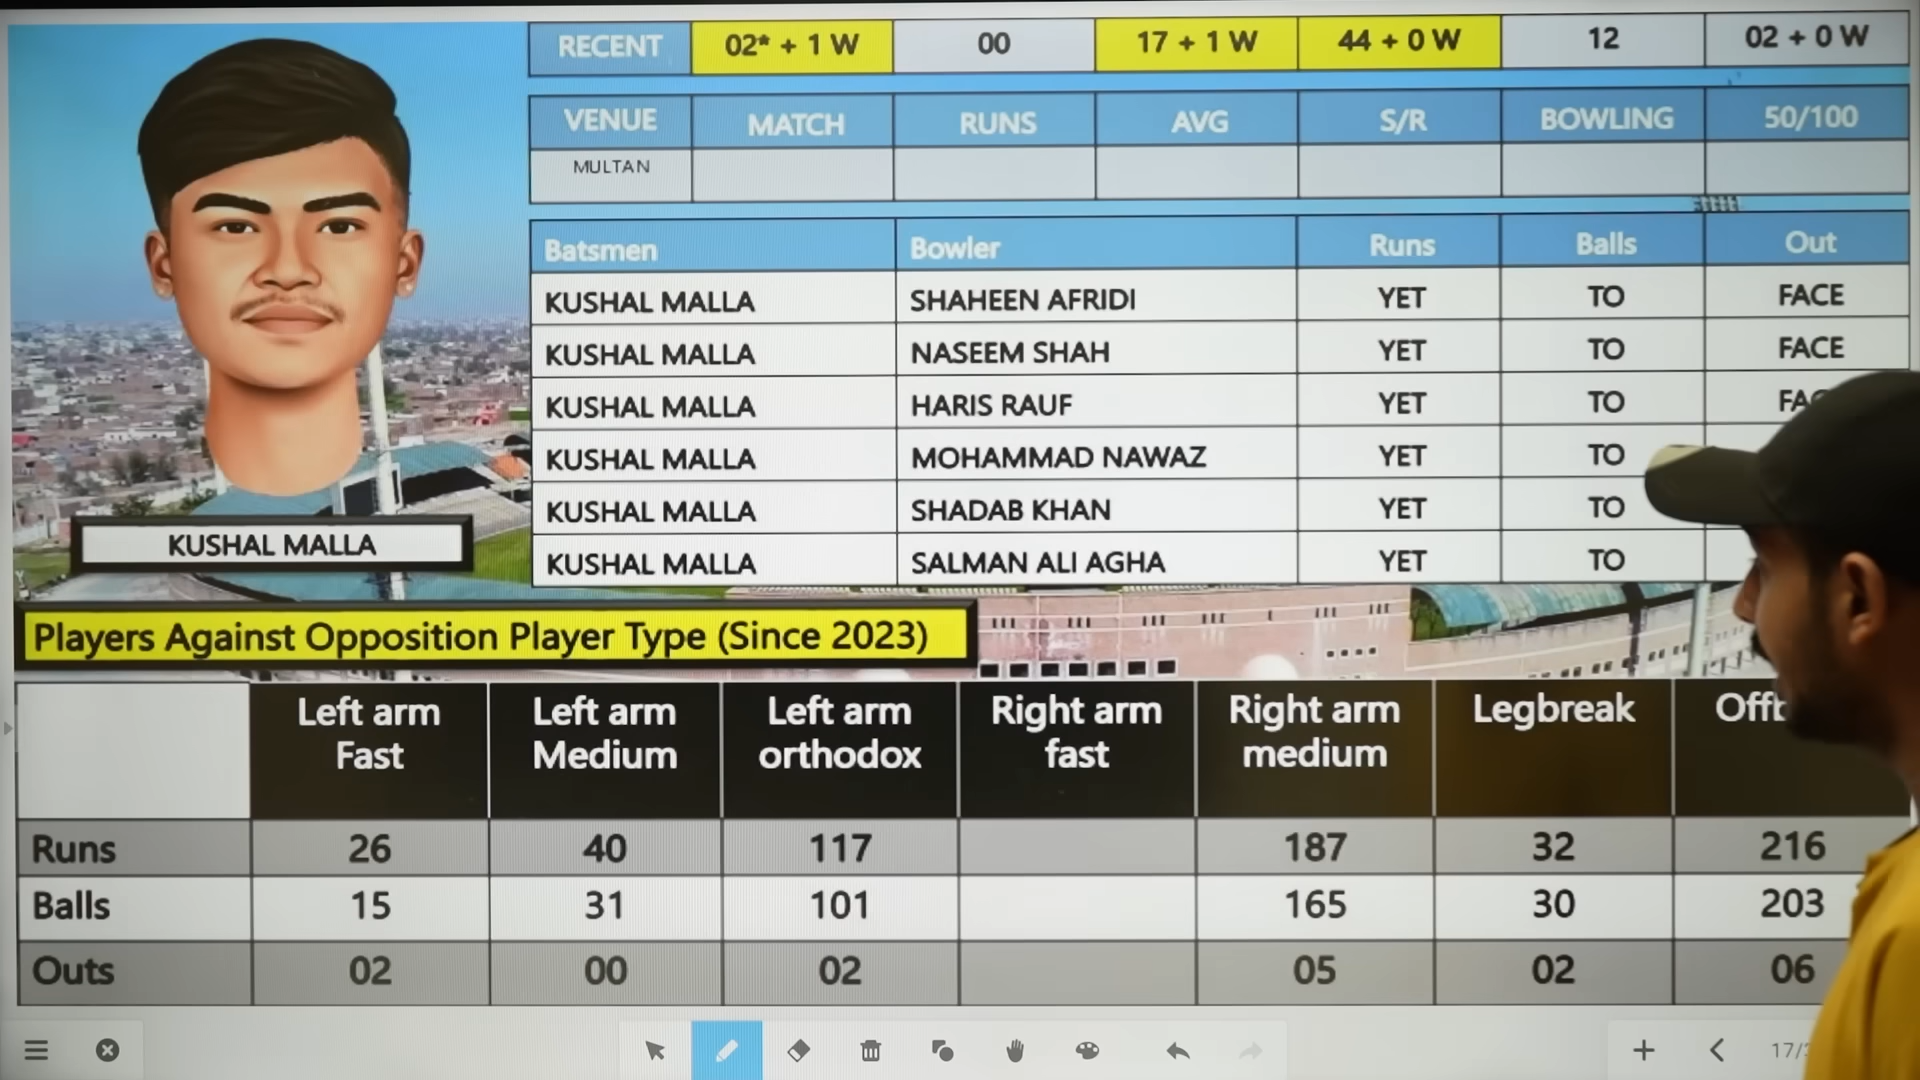 RECENT 02* + 1 W 00 17 + 1 W 44 + 0 W 12 02 + 0 W
VENUE MATCH RUNS AVG S/R BOWLING 50/100
MULTAN
Batsmen Bowler Runs Balls Out
KUSHAL MALLA SHAHEEN AFRIDI YET TO FACE
KUSHAL MALLA NASEEM SHAH YET TO FACE
KUSHAL MALLA HARIS RAUF YET TO
KUSHAL MALLA MOHAMMAD NAWAZ YET TO
KUSHAL MALLA SHADAB KHAN YET TO
KUSHAL MALLA SALMAN ALI AGHA YET TO
KUSHAL MALLA
Players Against Opposition Player Type (Since 2023)
Left arm Fast Left arm Medium Left arm orthodox Right arm fast Right arm medium Legbreak
Runs 26 40 117 187 32 216
Balls 15 31 101 165 30 203
Outs 02 00 02 05 02 06